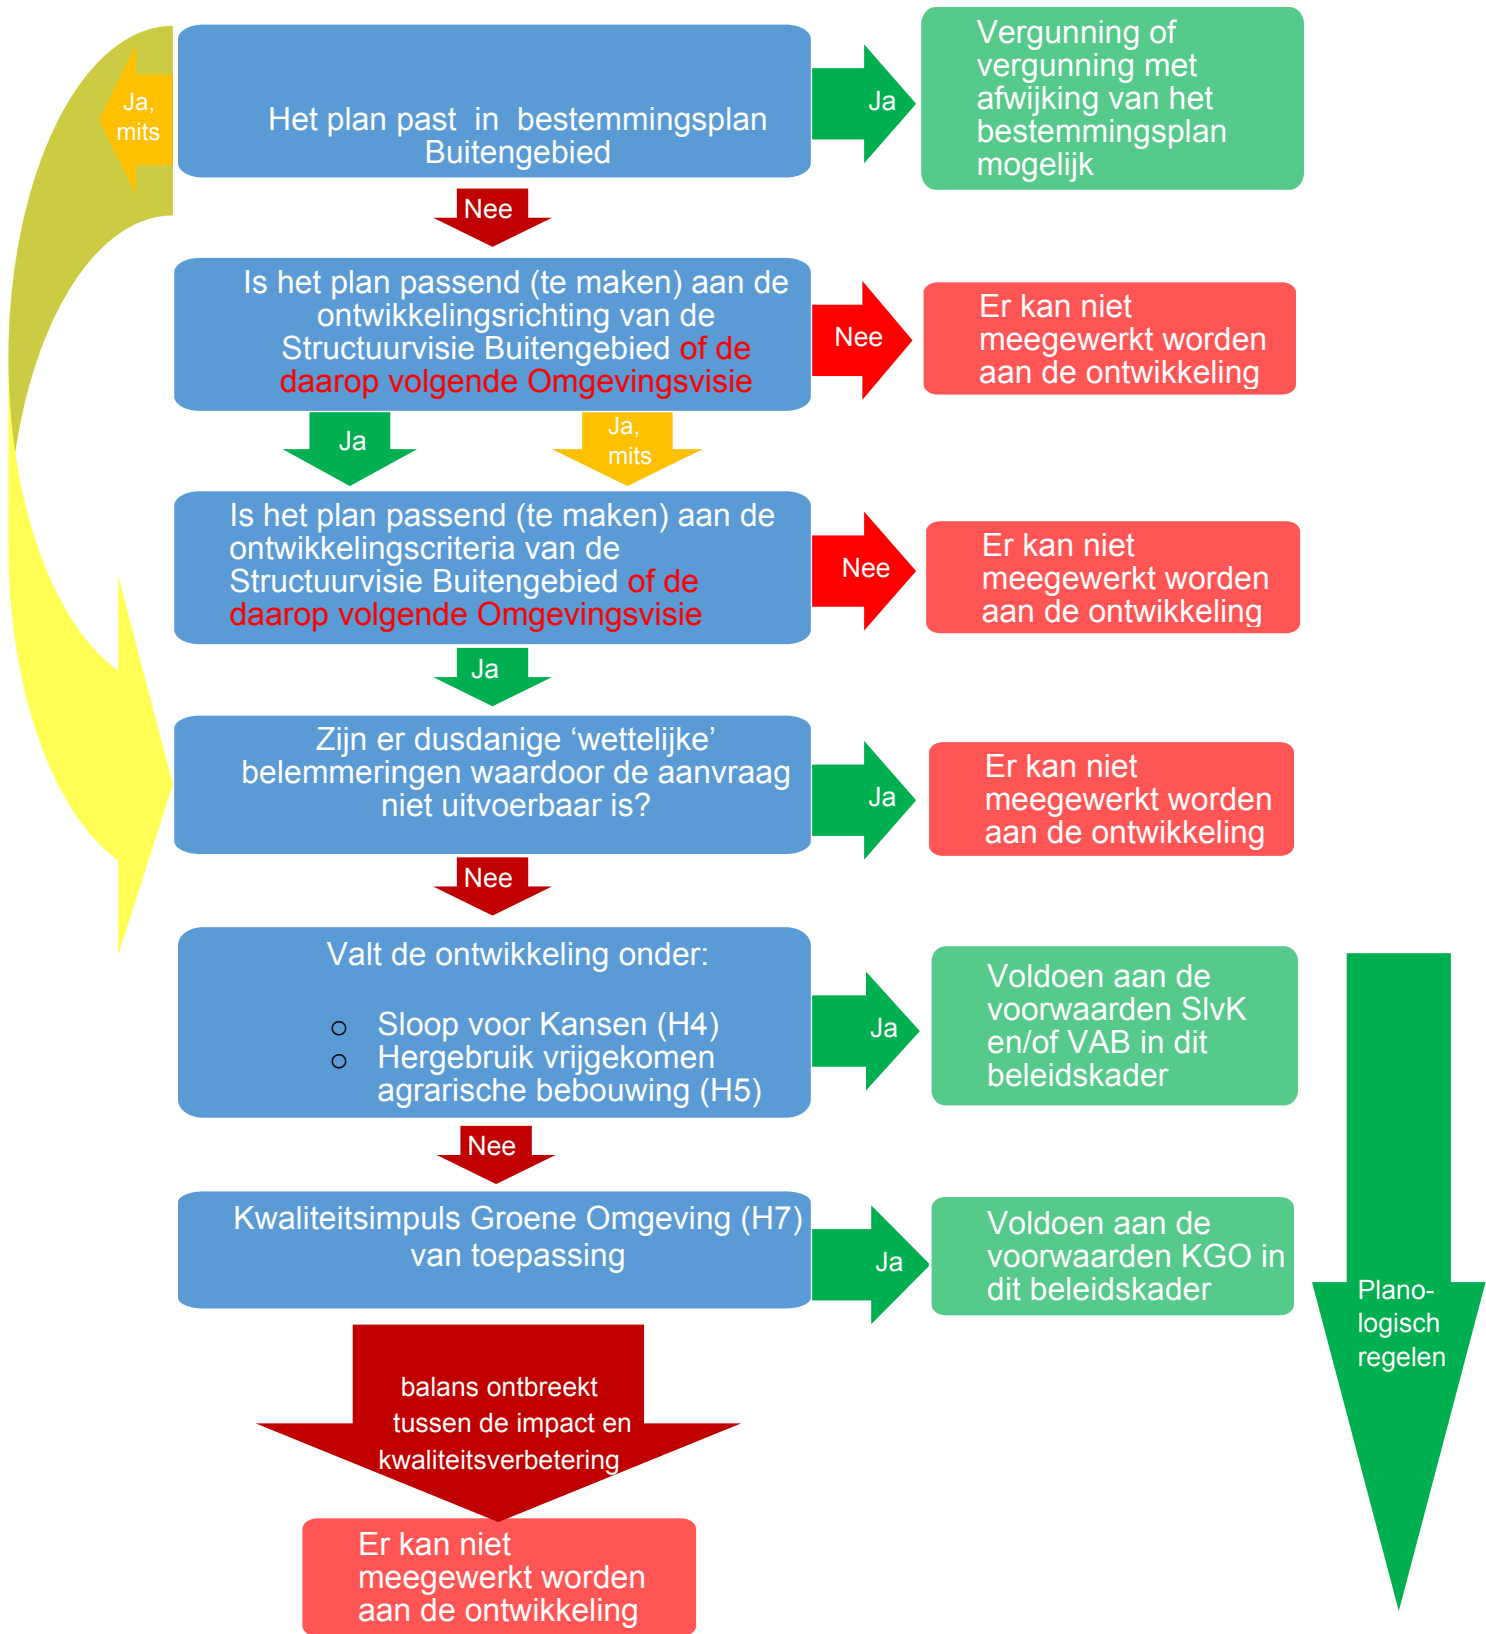 Ja,
mits
Het plan past in bestemmingsplan
Buitengebied
Ja
Vergunning of
vergunning met
afwijking van het
bestemmingsplan
mogelijk
Nee
Is het plan passend (te maken) aan de
ontwikkelingsrichting van de
Structuurvisie Buitengebied of de
daarop volgende Omgevingsvisie
Nee
Er kan niet
meegewerkt worden
aan de ontwikkeling
Ja
Ja,
mits
Is het plan passend (te maken) aan de
ontwikkelingscriteria van de
Structuurvisie Buitengebied of de
daarop volgende Omgevingsvisie
Nee
Er kan niet
meegewerkt worden
aan de ontwikkeling
Ja
Zijn er dusdanige ‘wettelijke’
belemmeringen waardoor de aanvraag
niet uitvoerbaar is?
Ja
Er kan niet
meegewerkt worden
aan de ontwikkeling
Nee
Valt de ontwikkeling onder:
o Sloop voor Kansen (H4)
o Hergebruik vrijgekomen
agrarische bebouwing (H5)
Ja
Voldoen aan de
voorwaarden SlvK
en/of VAB in dit
beleidskader
Nee
Kwaliteitsimpuls Groene Omgeving (H7)
van toepassing
Ja
Voldoen aan de
voorwaarden KGO in
dit beleidskader
Plano-
logisch
regelen
balans ontbreekt
tussen de impact en
kwaliteitsverbetering
Er kan niet
meegewerkt worden
aan de ontwikkeling